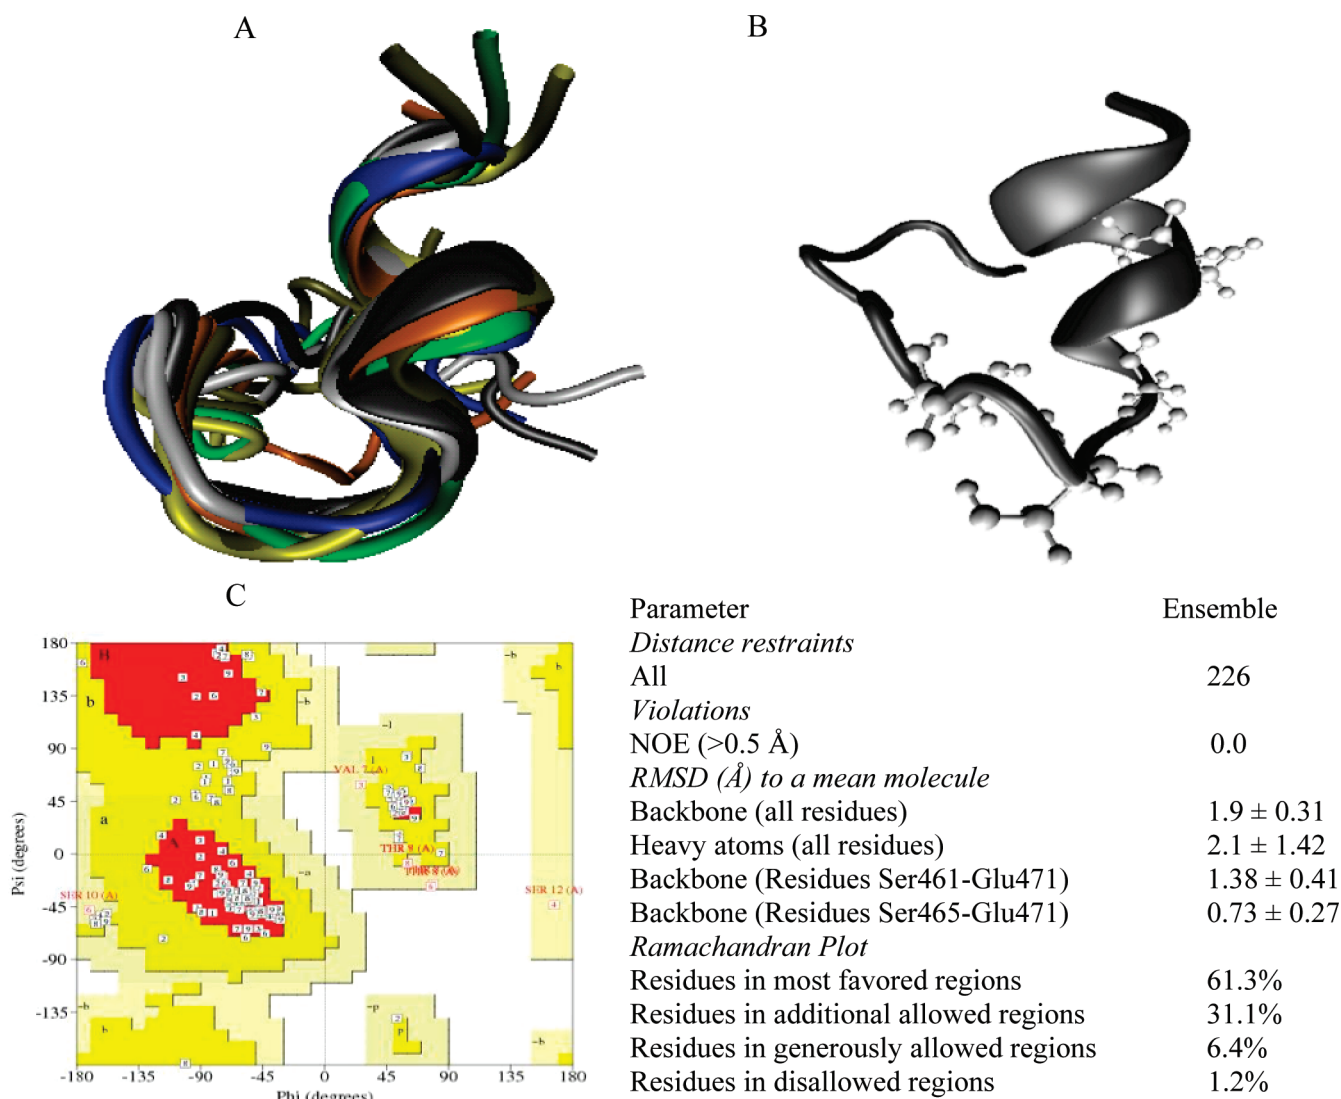 A
B
C
180
135
90
45
0
-45
-90
-135
-180
-135
-90
-45
0
45
90
135
180
Psi (degrees)
Phi (degrees)
b
a
~b
~a
~l
l
~b
b
~b
b
~p
p
~b
b
VAL 7 (A)
THR 8 (A)
SER 10 (A)
SER 12 (A)
Parameter Ensemble
Distance restraints
All 226
Violations
NOE (>0.5 Å) 0.0
RMSD (Å) to a mean molecule
Backbone (all residues) 1.9 ± 0.31
Heavy atoms (all residues) 2.1 ± 1.42
Backbone (Residues Ser461-Glu471) 1.38 ± 0.41
Backbone (Residues Ser465-Glu471) 0.73 ± 0.27
Ramachandran Plot
Residues in most favored regions 61.3%
Residues in additional allowed regions 31.1%
Residues in generously allowed regions 6.4%
Residues in disallowed regions 1.2%